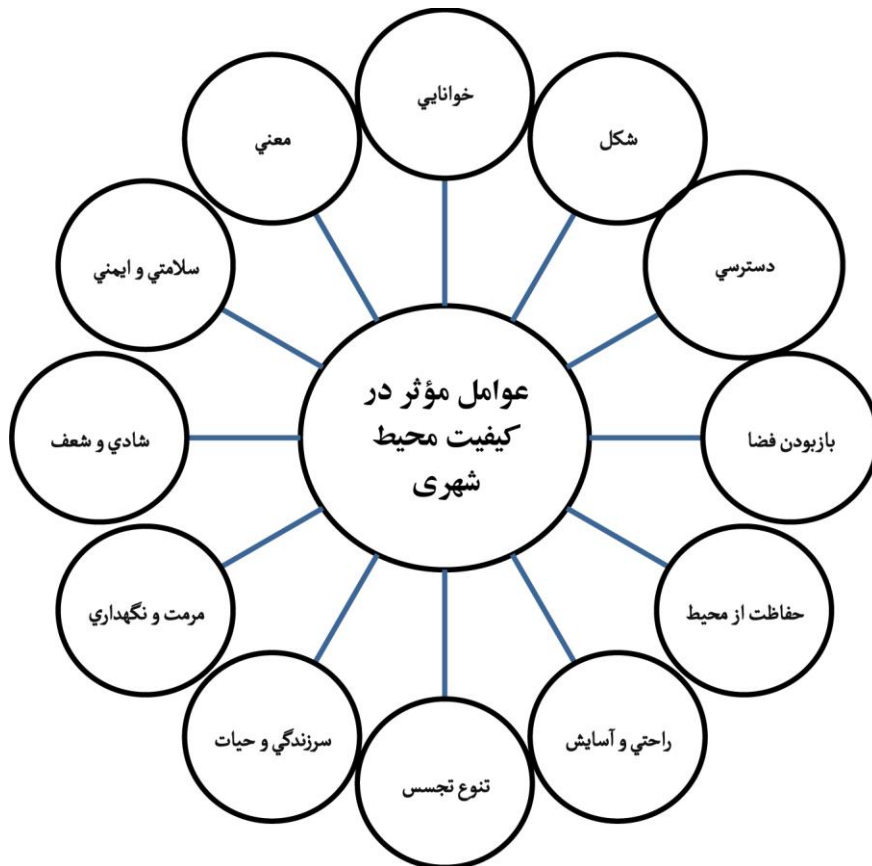 عوامل مؤثر در
کیفیت محیط
شهری
خوانايي
شکل
دسترسي
بازبودن فضا
حفاظت از محيط
راحتي و آسايش
تنوع تجسس
سرزندگي و حيات
مرمت و نگهداري
شادي و شعف
سلامتي و ايمني
معني